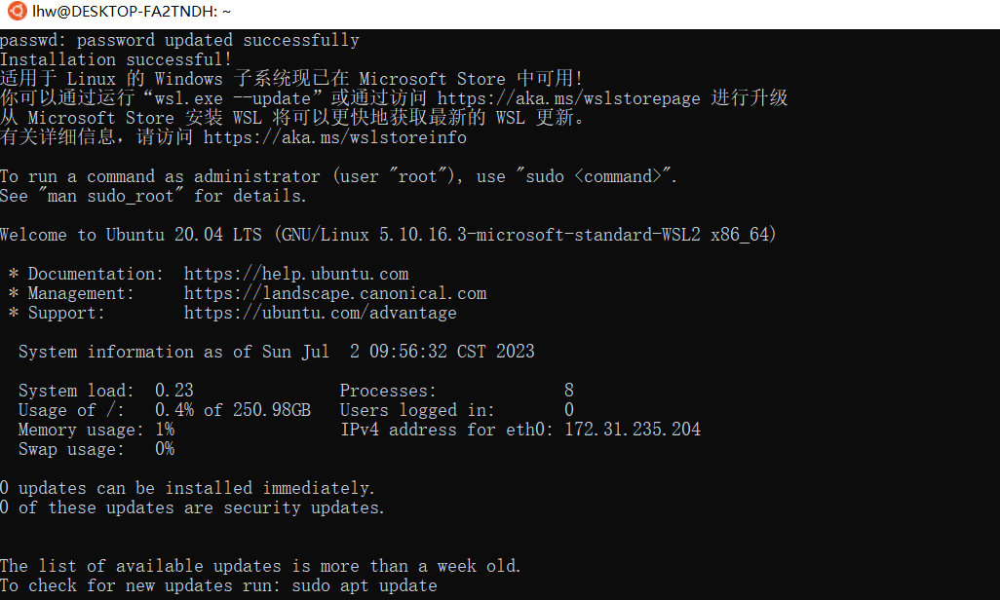 lhw@DESKTOP-FA2TNDH: ~
passwd: password updated successfully
Installation successful!
适用于 Linux 的 Windows 子系统现已在 Microsoft Store 中可用!
你可以通过运行“wsl.exe --update”或通过访问 https://aka.ms/wslstorepage 进行升级
从 Microsoft Store 安装 WSL 将可以更快地获取最新的 WSL 更新。
有关详细信息，请访问 https://aka.ms/wslstoreinfo
To run a command as administrator (user "root"), use "sudo <command>".
See "man sudo_root" for details.
Welcome to Ubuntu 20.04 LTS (GNU/Linux 5.10.16.3-microsoft-standard-WSL2 x86_64)
* Documentation:  https://help.ubuntu.com
* Management:     https://landscape.canonical.com
* Support:        https://ubuntu.com/advantage
System information as of Sun Jul  2 09:56:32 CST 2023
System load:  0.23               Processes:             8
Usage of /:   0.4% of 250.98GB   Users logged in:       0
Memory usage: 1%                 IPv4 address for eth0: 172.31.235.204
Swap usage:   0%
0 updates can be installed immediately.
0 of these updates are security updates.
The list of available updates is more than a week old.
To check for new updates run: sudo apt update